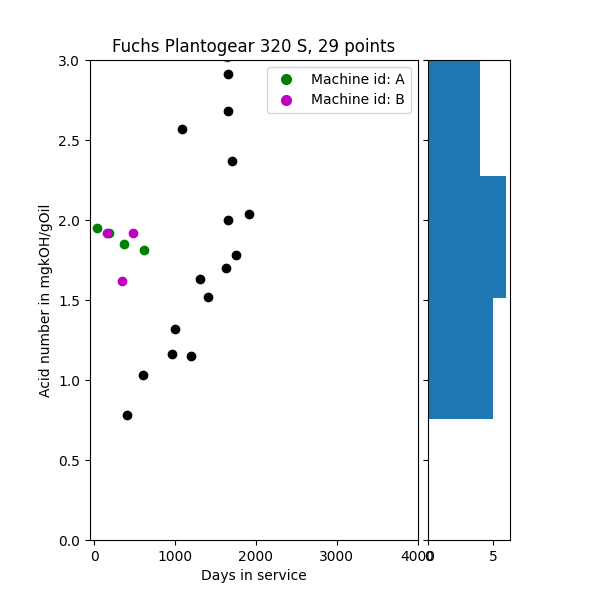 Fuchs Plantogear 320 S, 29 points
Machine id: A
Machine id: B
3.0
2.5
2.0
1.5
1.0
0.5
0.0
Acid number in mgkOH/gOil
0 1000 2000 3000 4000 0 5
Days in service